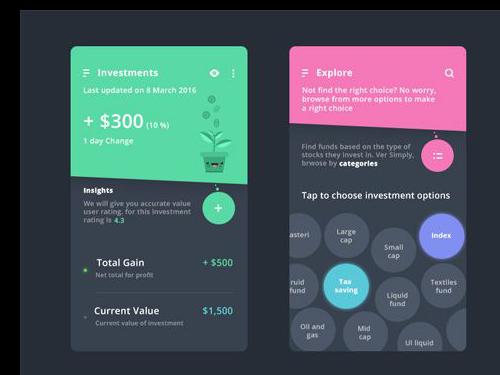 Investments
Last updated on 8 March 2016
+ $300 (10 %)
1 day Change
Insights
We will give you accurate value
user rating. for this investment
rating is 4.3
Total Gain + $500
Net total for profit
Current Value $1,500
Current value of investment
Explore
Not find the right choice? No worry,
browse from more options to make
a right choice
Find funds based on the type of
stocks they invest in. Ver Simply,
brwose by categories
Tap to choose investment options
asteri
Large
cap
Small
cap
Index
ruid
fund
Tax
saving
Liquid
fund
Textiles
fund
Oil and
gas
Mid
cap
UI liquid